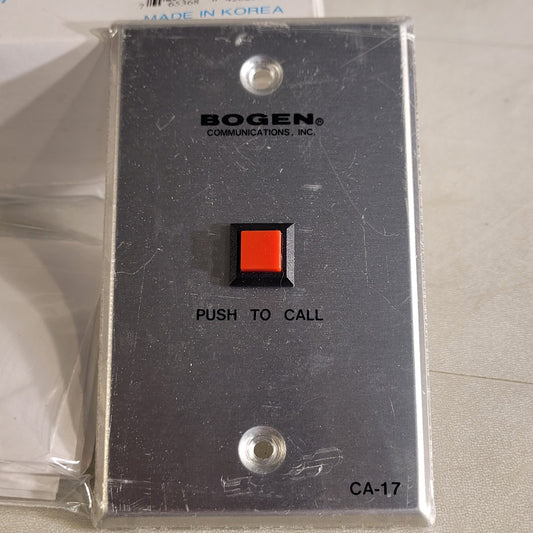 MADE IN KOREA
BOGEN®
COMMUNICATIONS, INC.
PUSH TO CALL
CA-17